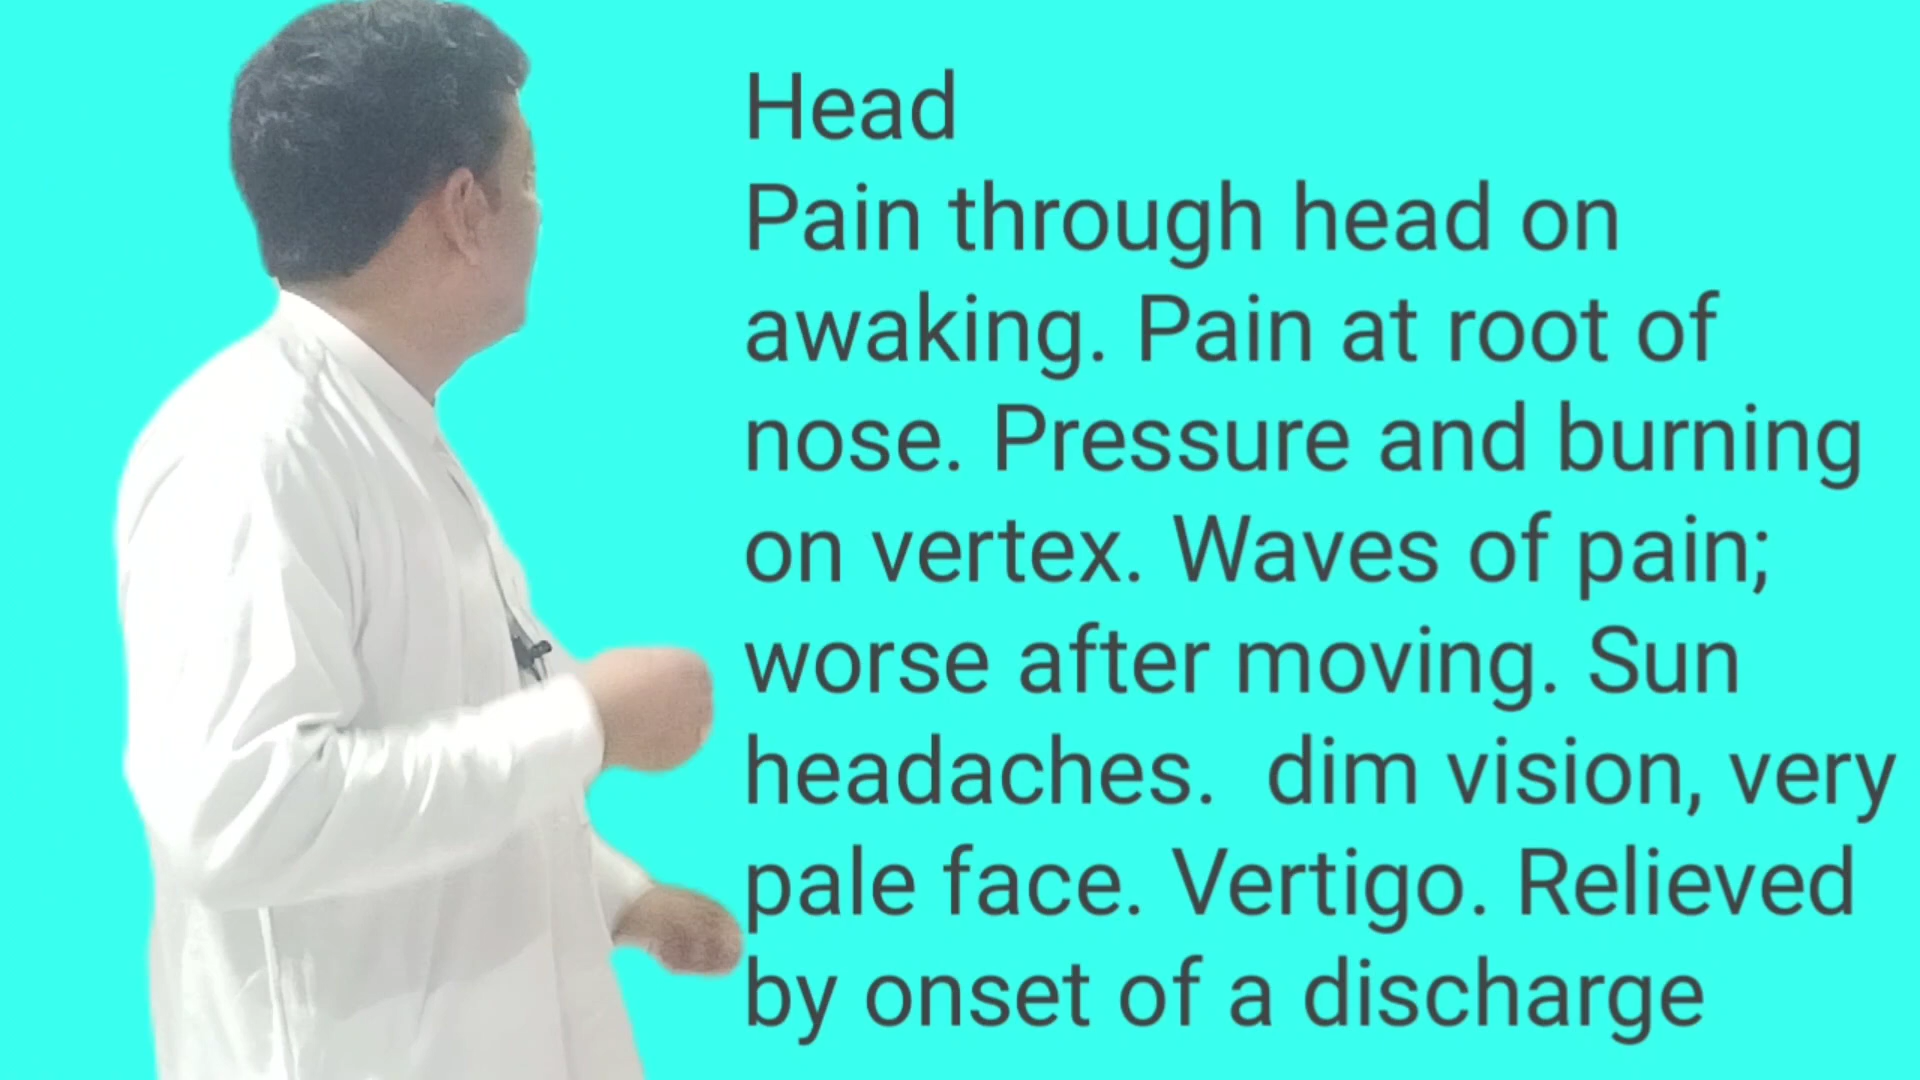 Head
Pain through head on
awaking. Pain at root of
nose. Pressure and burning
on vertex. Waves of pain;
worse after moving. Sun
headaches.  dim vision, very
pale face. Vertigo. Relieved
by onset of a discharge